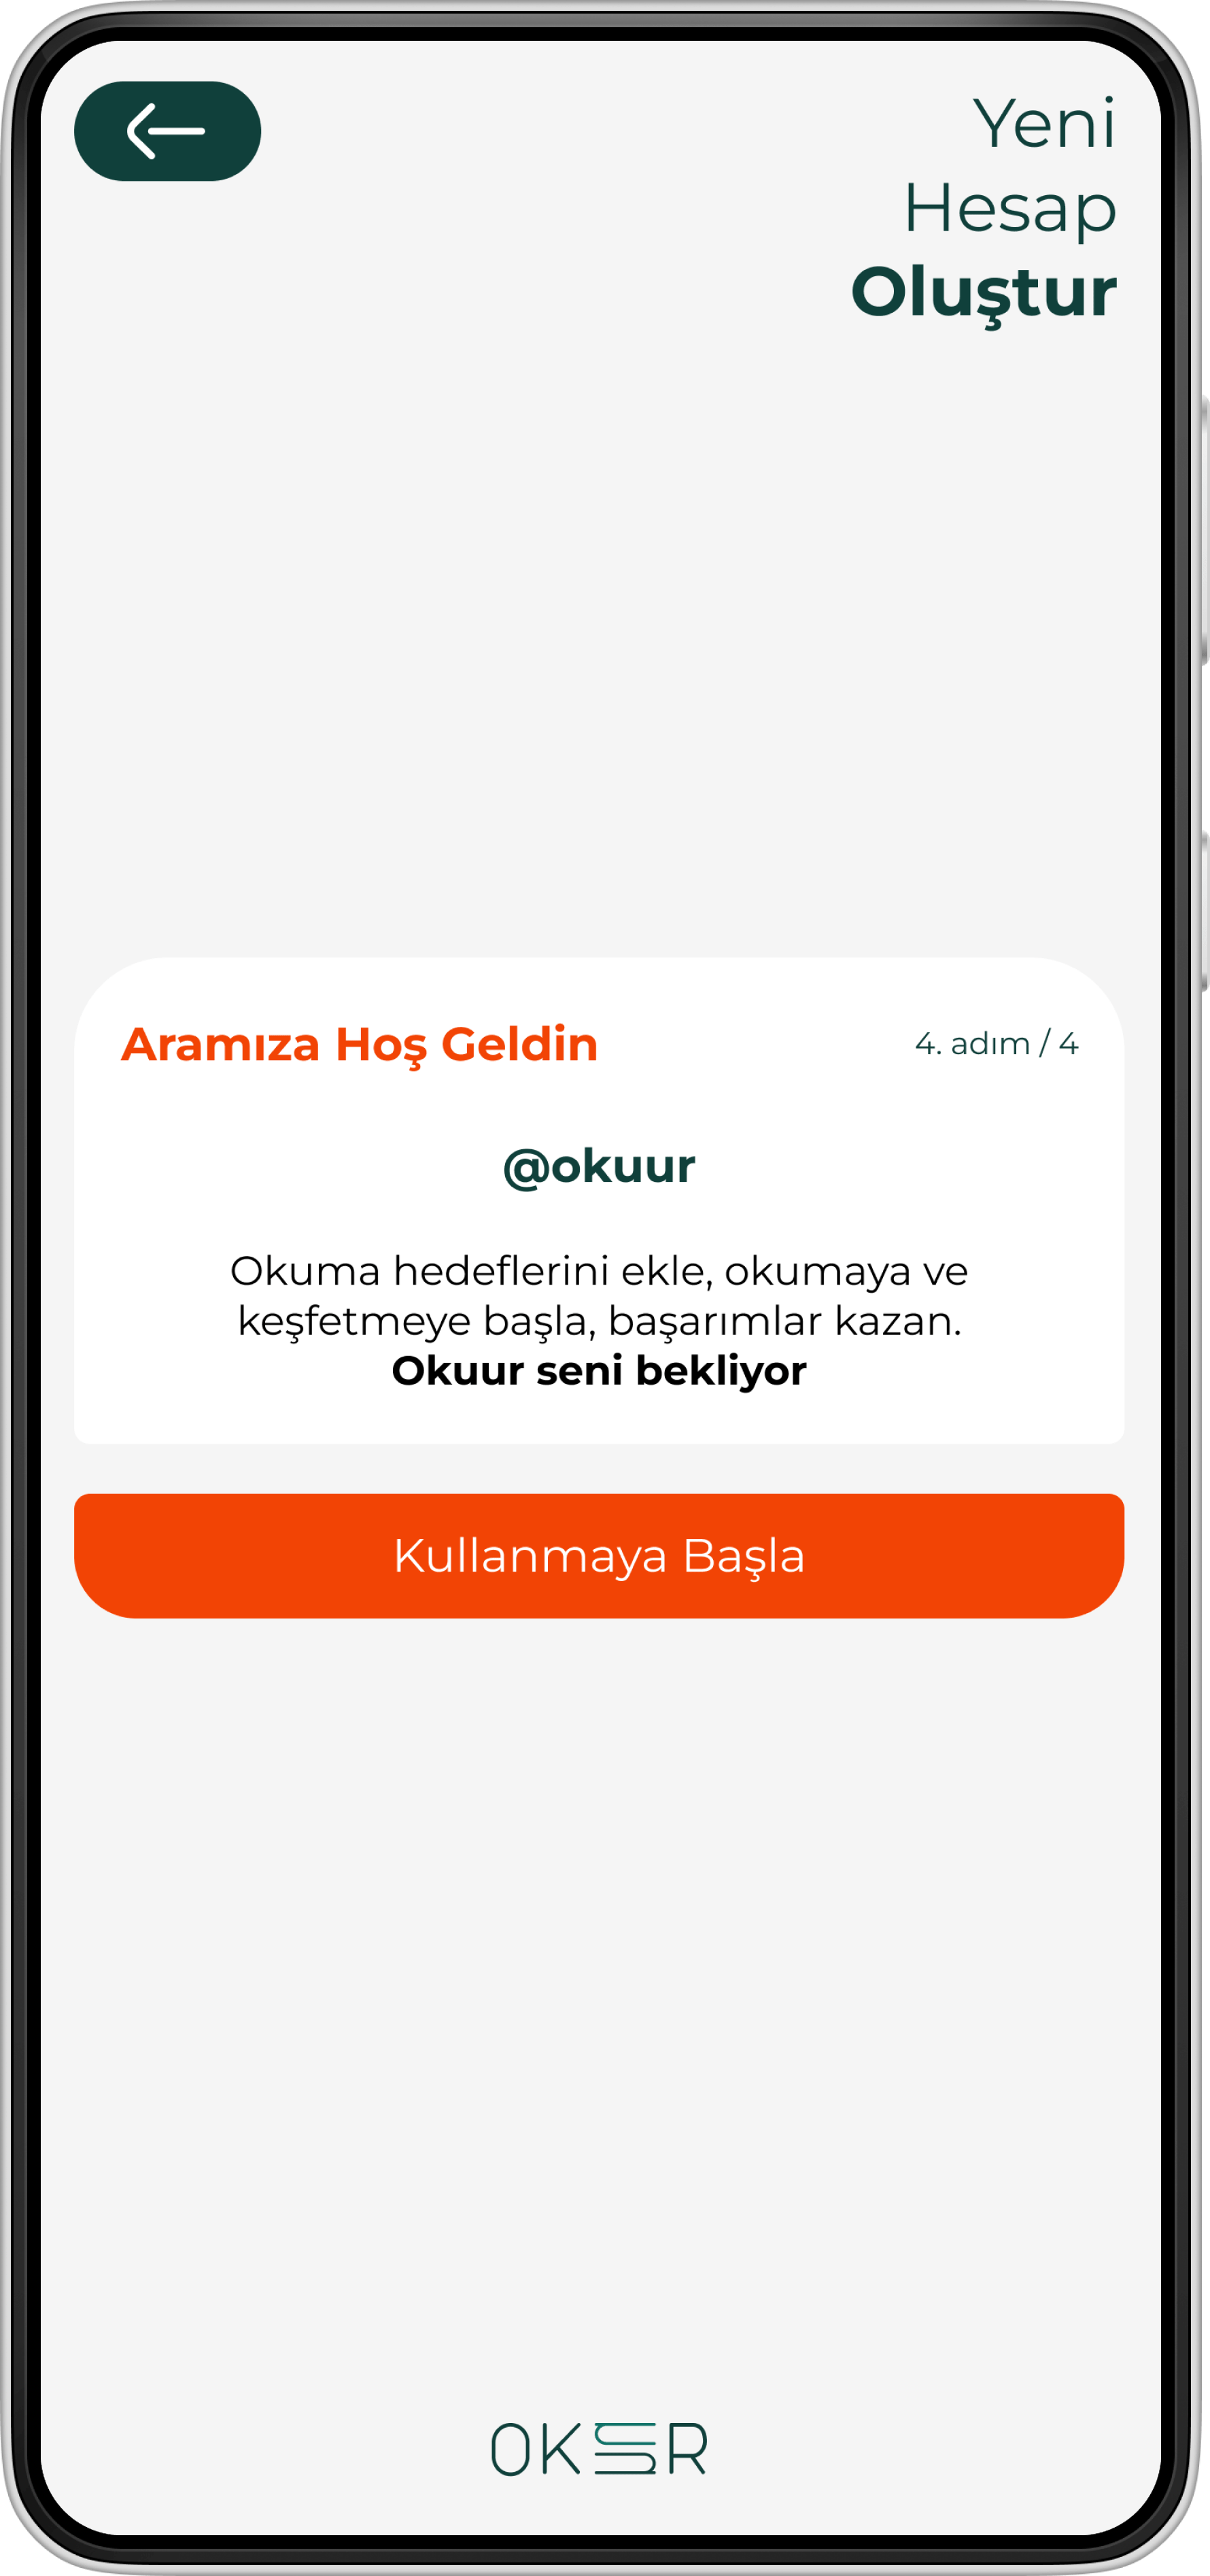 Yeni
Hesap
Oluştur
Aramıza Hoş Geldin
4. adım / 4
@okuur
Okuma hedeflerini ekle, okumaya ve
keşfetmeye başla, başarımlar kazan.
Okuur seni bekliyor
Kullanmaya Başla